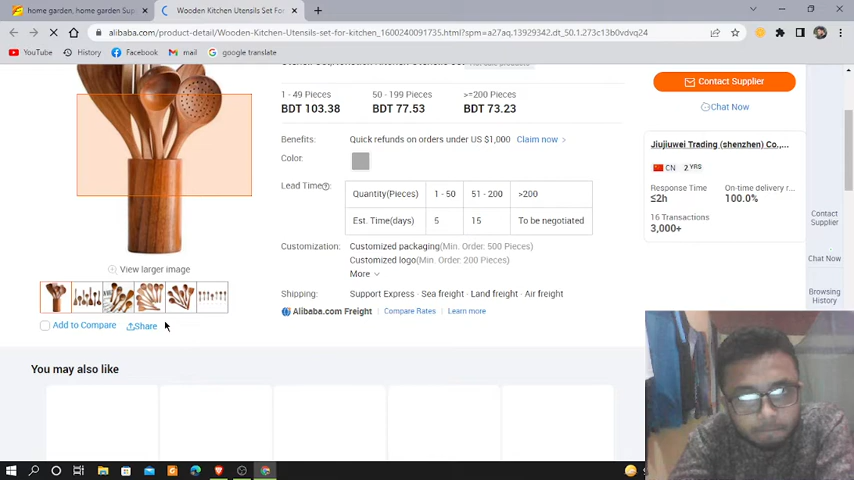 home garden, home garden Sup
Wooden Kitchen Utensils Set For
alibaba.com/product-detail/Wooden-Kitchen-Utensils-set-for-kitchen_1600240091735.html?spm=a27aq.13929342.dt_50.1.273c13b0vdvq24
YouTube
History
Facebook
mail
google translate
1 - 49 Pieces
50 - 199 Pieces
>=200 Pieces
BDT 103.38
BDT 77.53
BDT 73.23
Contact Supplier
Chat Now
Benefits:
Quick refunds on orders under US $1,000
Claim now >
Color:
Jiujiuwei Trading (shenzhen) Co.,...
CN 2 YRS
Lead Time
Quantity(Pieces)
1 - 50
51 - 200
>200
Est. Time(days)
5
15
To be negotiated
Response Time
≤2h
On-time delivery r...
100.0%
16 Transactions
3,000+
Customization:
Customized packaging(Min. Order: 500 Pieces)
Customized logo(Min. Order: 200 Pieces)
More
Shipping:
Support Express · Sea freight · Land freight · Air freight
Alibaba.com Freight
Compare Rates
Learn more
View larger image
Add to Compare
Share
Contact
Supplier
Chat Now
Browsing
History
You may also like